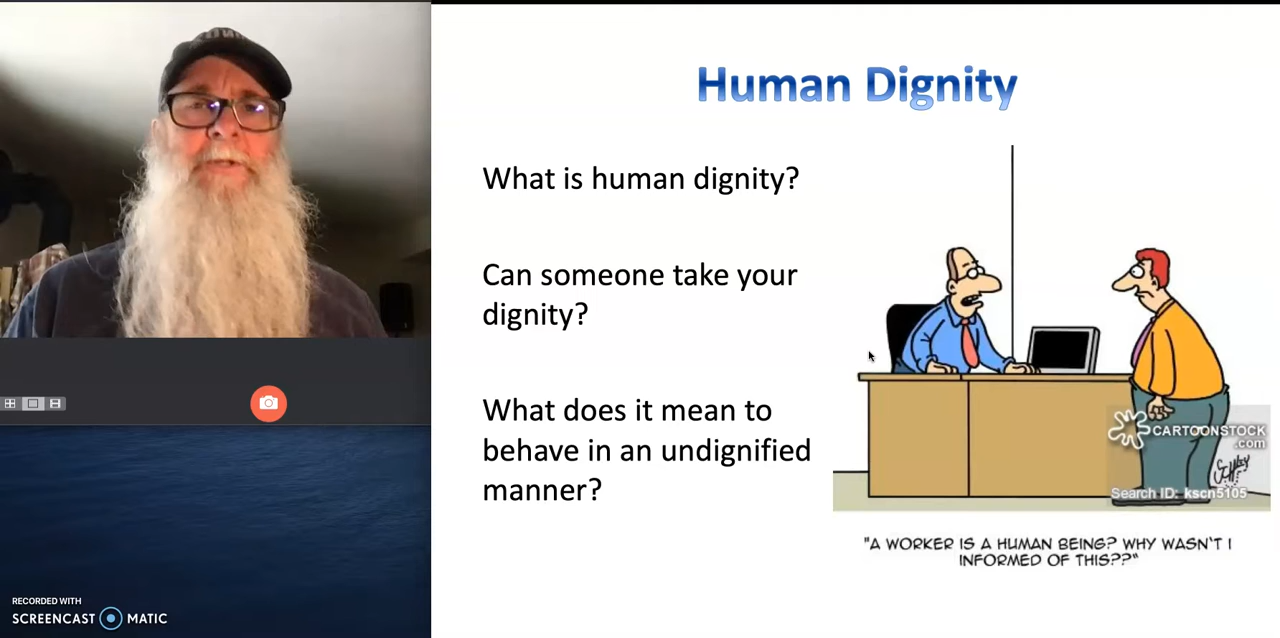 Human Dignity
What is human dignity?
Can someone take your
dignity?
What does it mean to
behave in an undignified
manner?
CARTOONSTOCK
.com
Search ID: kscn5105
"A WORKER IS A HUMAN BEING? WHY WASN'T I
INFORMED OF THIS??"
RECORDED WITH
SCREENCAST MATIC